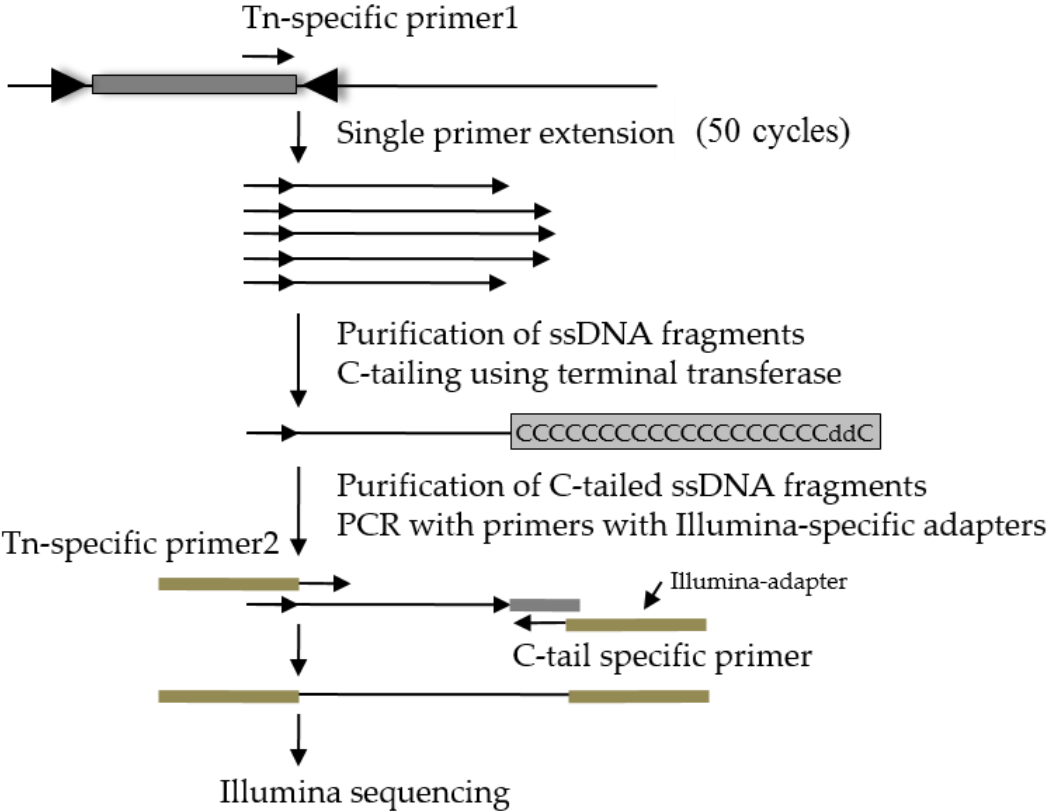 Tn-specific primer1
Single primer extension (50 cycles)
Purification of ssDNA fragments
C-tailing using terminal transferase
CCCCCCCCCCCCCCCCCCCddC
Purification of C-tailed ssDNA fragments
PCR with primers with Illumina-specific adapters
Tn-specific primer2
Illumina-adapter
C-tail specific primer
Illumina sequencing